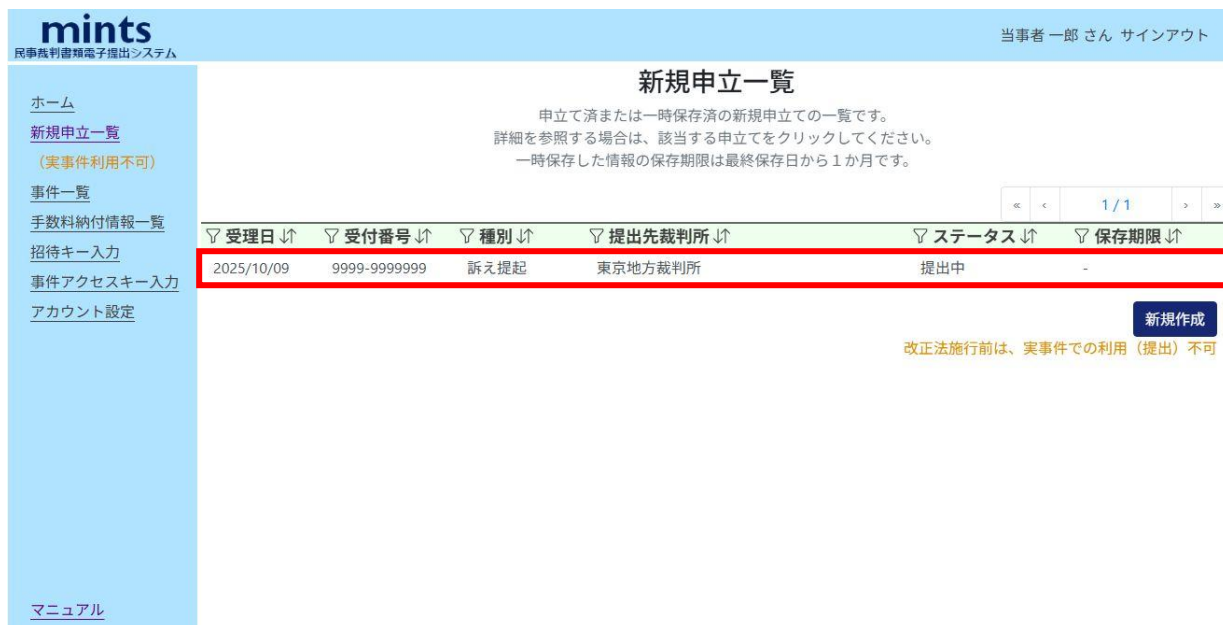 mints
民事裁判書類電子提出システム
当事者 一郎 さん サインアウト
ホーム
新規申立一覧
（実事件利用不可）
事件一覧
手数料納付情報一覧
招待キー入力
事件アクセスキー入力
アカウント設定
マニュアル
新規申立一覧
申立て済または一時保存済の新規申立ての一覧です。
詳細を参照する場合は、該当する申立てをクリックしてください。
一時保存した情報の保存期限は最終保存日から１か月です。
« ‹ 1 / 1 › »
受理日 受付番号 種別 提出先裁判所 ステータス 保存期限
2025/10/09 9999-9999999 訴え提起 東京地方裁判所 提出中 -
新規作成
改正法施行前は、実事件での利用（提出）不可